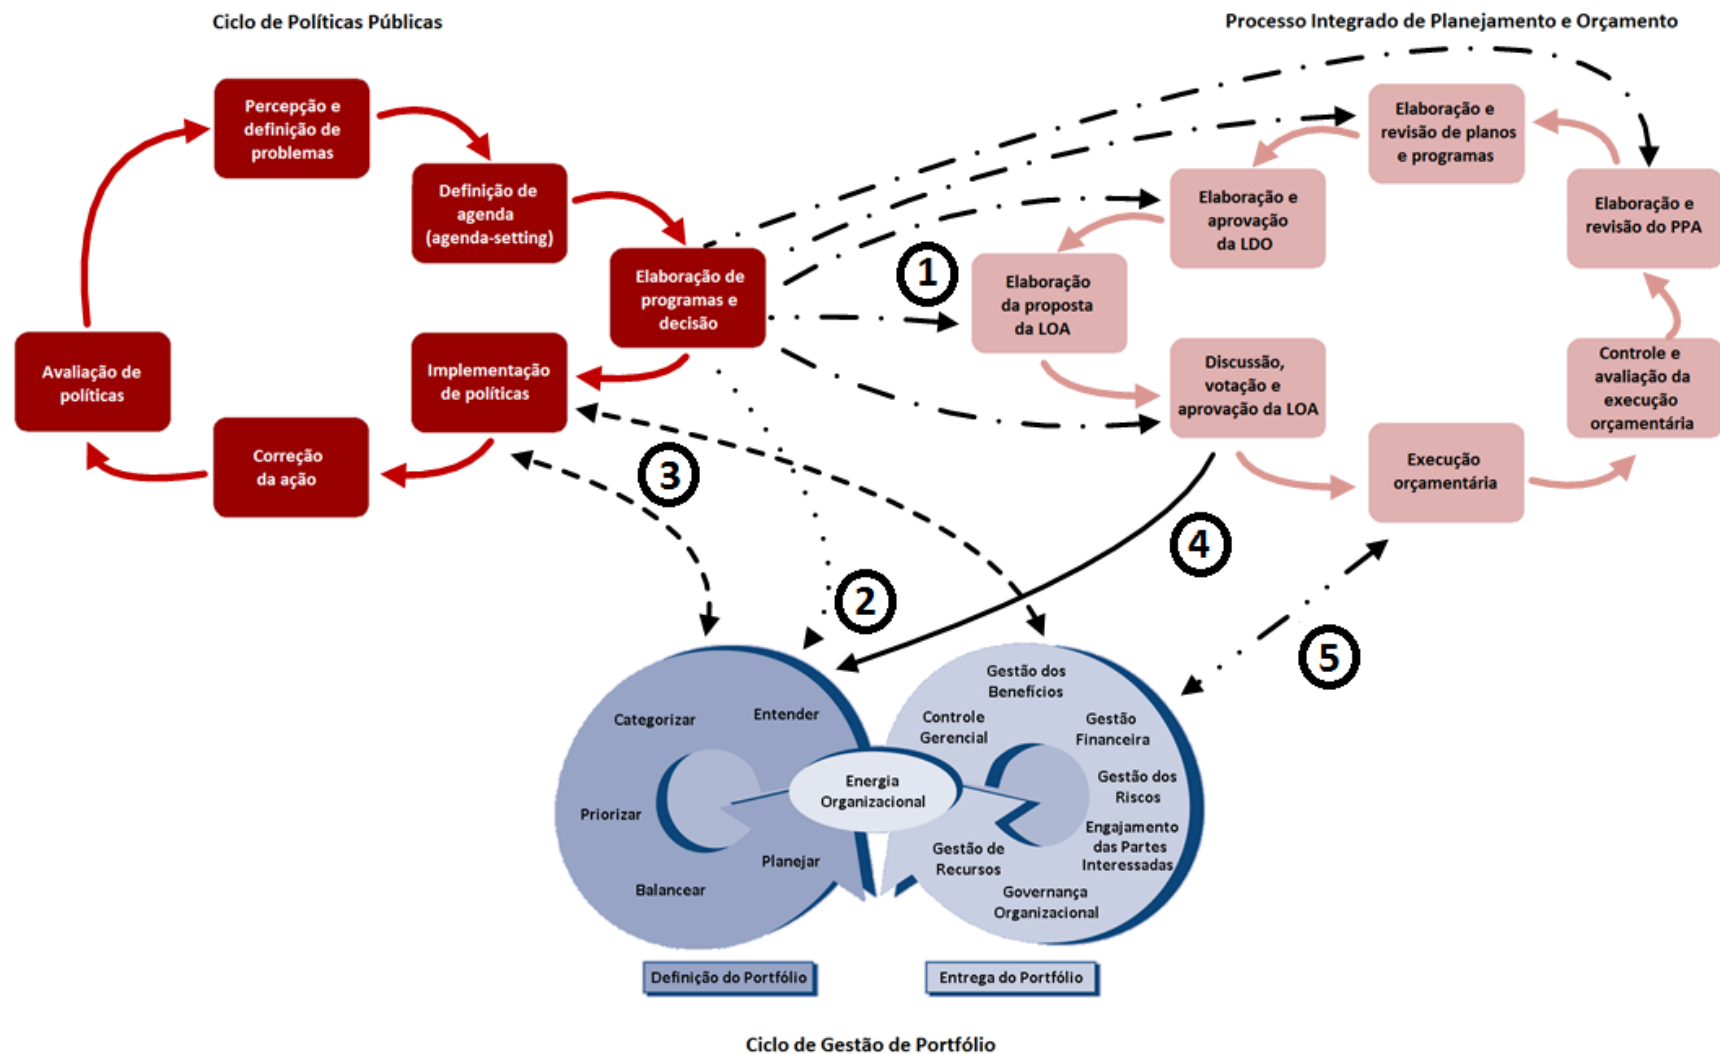 Ciclo de Políticas Públicas
Processo Integrado de Planejamento e Orçamento
Percepção e
definição de
problemas
Definição de
agenda
(agenda-setting)
Elaboração de
programas e
decisão
Implementação
de políticas
Correção
da ação
Avaliação de
políticas
Elaboração e
revisão de planos
e programas
Elaboração e
aprovação
da LDO
Elaboração
da proposta
da LOA
Discussão,
votação e
aprovação da LOA
Execução
orçamentária
Controle e
avaliação da
execução
orçamentária
Elaboração e
revisão do PPA
1
2
3
4
5
Categorizar
Entender
Priorizar
Planejar
Balancear
Energia
Organizacional
Gestão dos
Benefícios
Controle
Gerencial
Gestão
Financeira
Gestão dos
Riscos
Engajamento
das Partes
Interessadas
Gestão de
Recursos
Governança
Organizacional
Definição do Portfólio
Entrega do Portfólio
Ciclo de Gestão de Portfólio